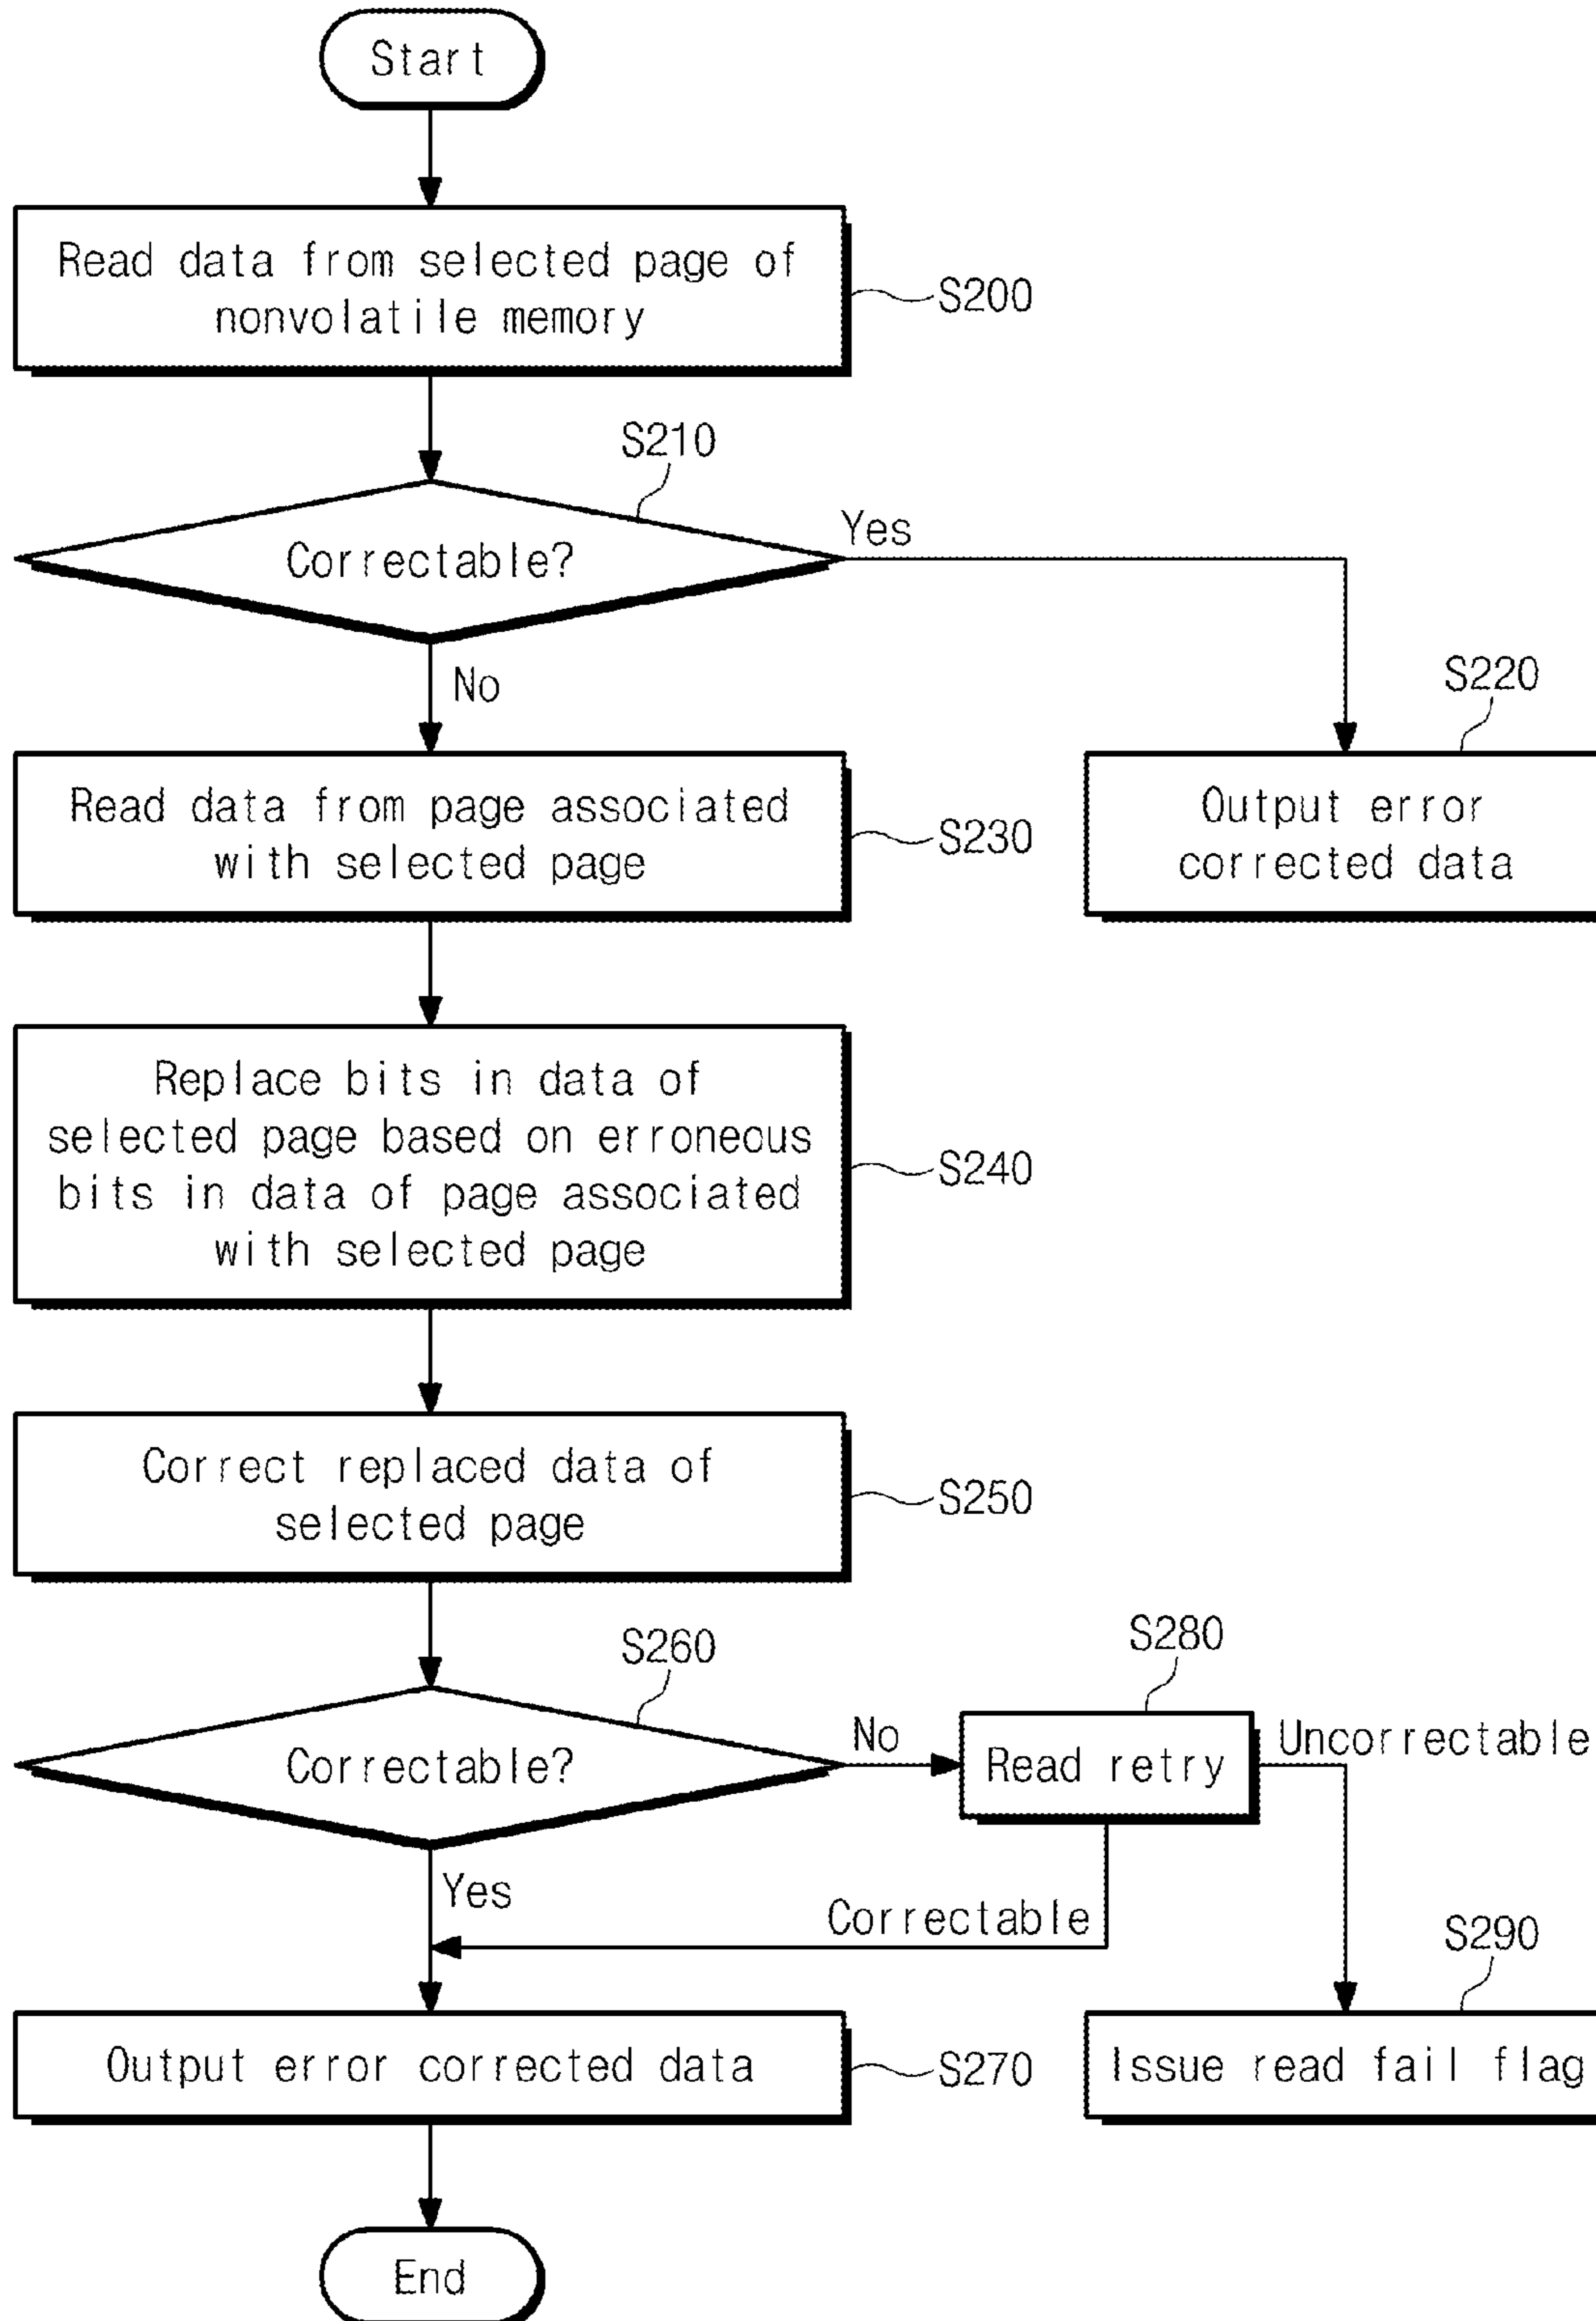 Start
Read data from selected page of
nonvolatile memory
S200
S210
Correctable?
Yes
No
S220
Output error
corrected data
Read data from page associated
with selected page
S230
Replace bits in data of
selected page based on erroneous
bits in data of page associated
with selected page
S240
Correct replaced data of
selected page
S250
S260
Correctable?
No
S280
Read retry
Uncorrectable
Yes
Correctable
S290
Output error corrected data
S270
Issue read fail flag
End